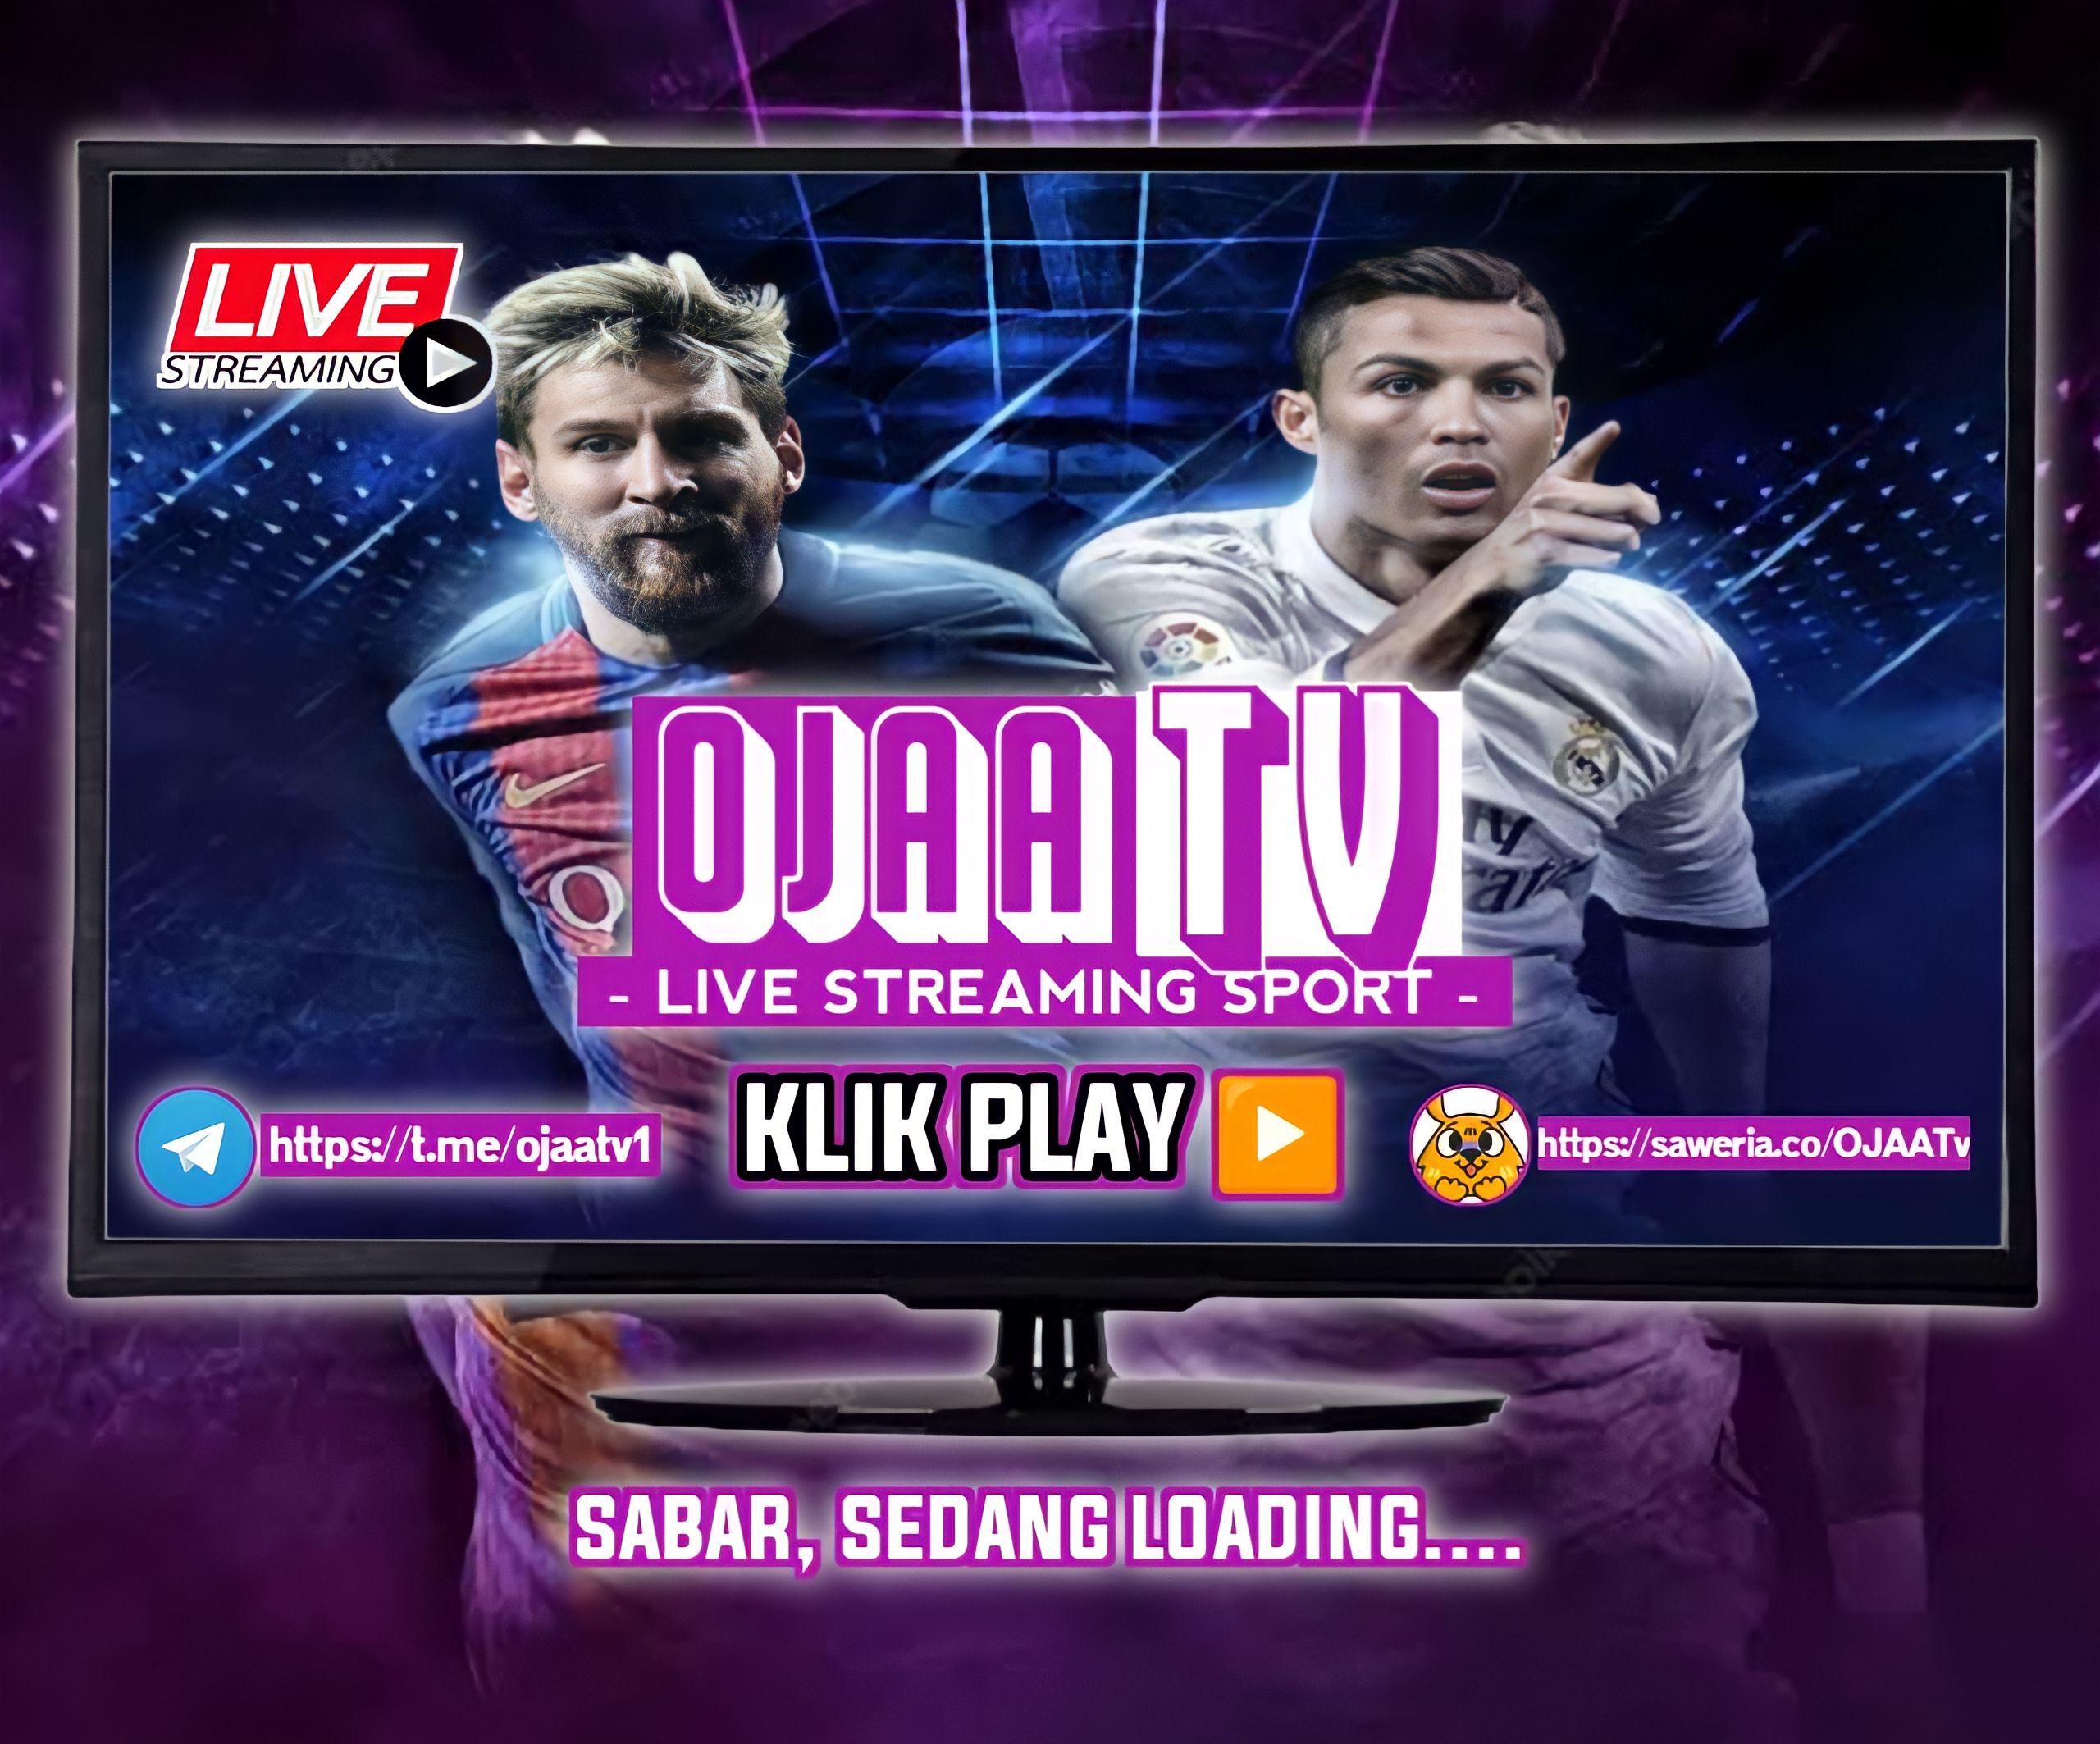 LIVE
STREAMING
OJAA TV
- LIVE STREAMING SPORT -
https://t.me/ojaatv1
KLIK PLAY
https://saweria.co/OJAATv
SABAR, SEDANG LOADING....